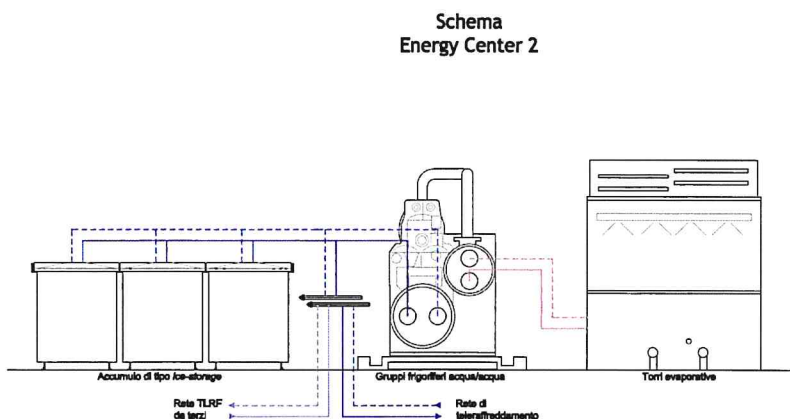 Schema
Energy Center 2
Accumulo di tipo ice-storage
Gruppi frigoriferi acqua/acqua
Torri evaporative
Rete TLRF
da terzi
Rete di
teleraffreddamento